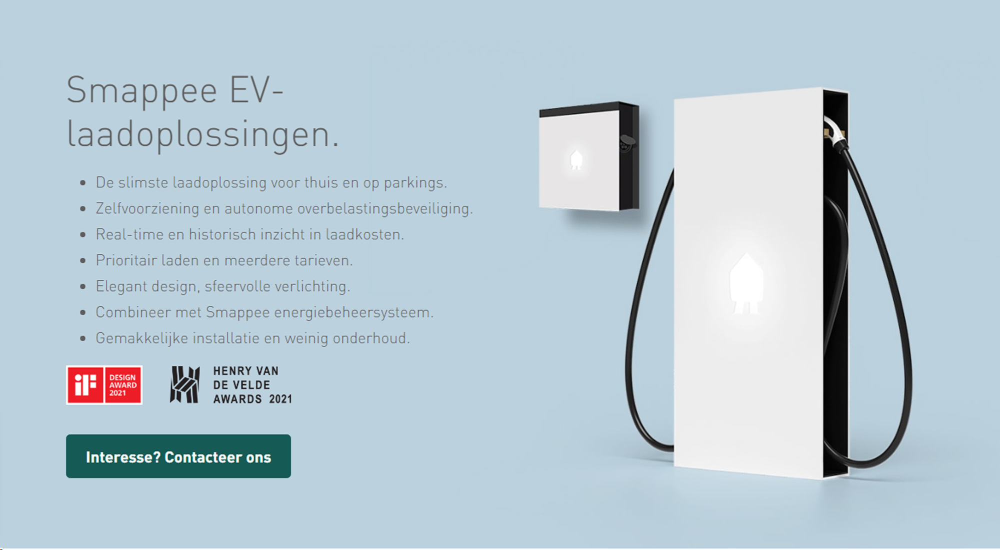 Smappee EV-
laadoplossingen.
• De slimste laadoplossing voor thuis en op parkings.
• Zelfvoorziening en autonome overbelastingsbeveiliging.
• Real-time en historisch inzicht in laadkosten.
• Prioritair laden en meerdere tarieven.
• Elegant design, sfeervolle verlichting.
• Combineer met Smappee energiebeheersysteem.
• Gemakkelijke installatie en weinig onderhoud.
iF
DESIGN
AWARD
2021
HENRY VAN
DE VELDE
AWARDS 2021
Interesse? Contacteer ons